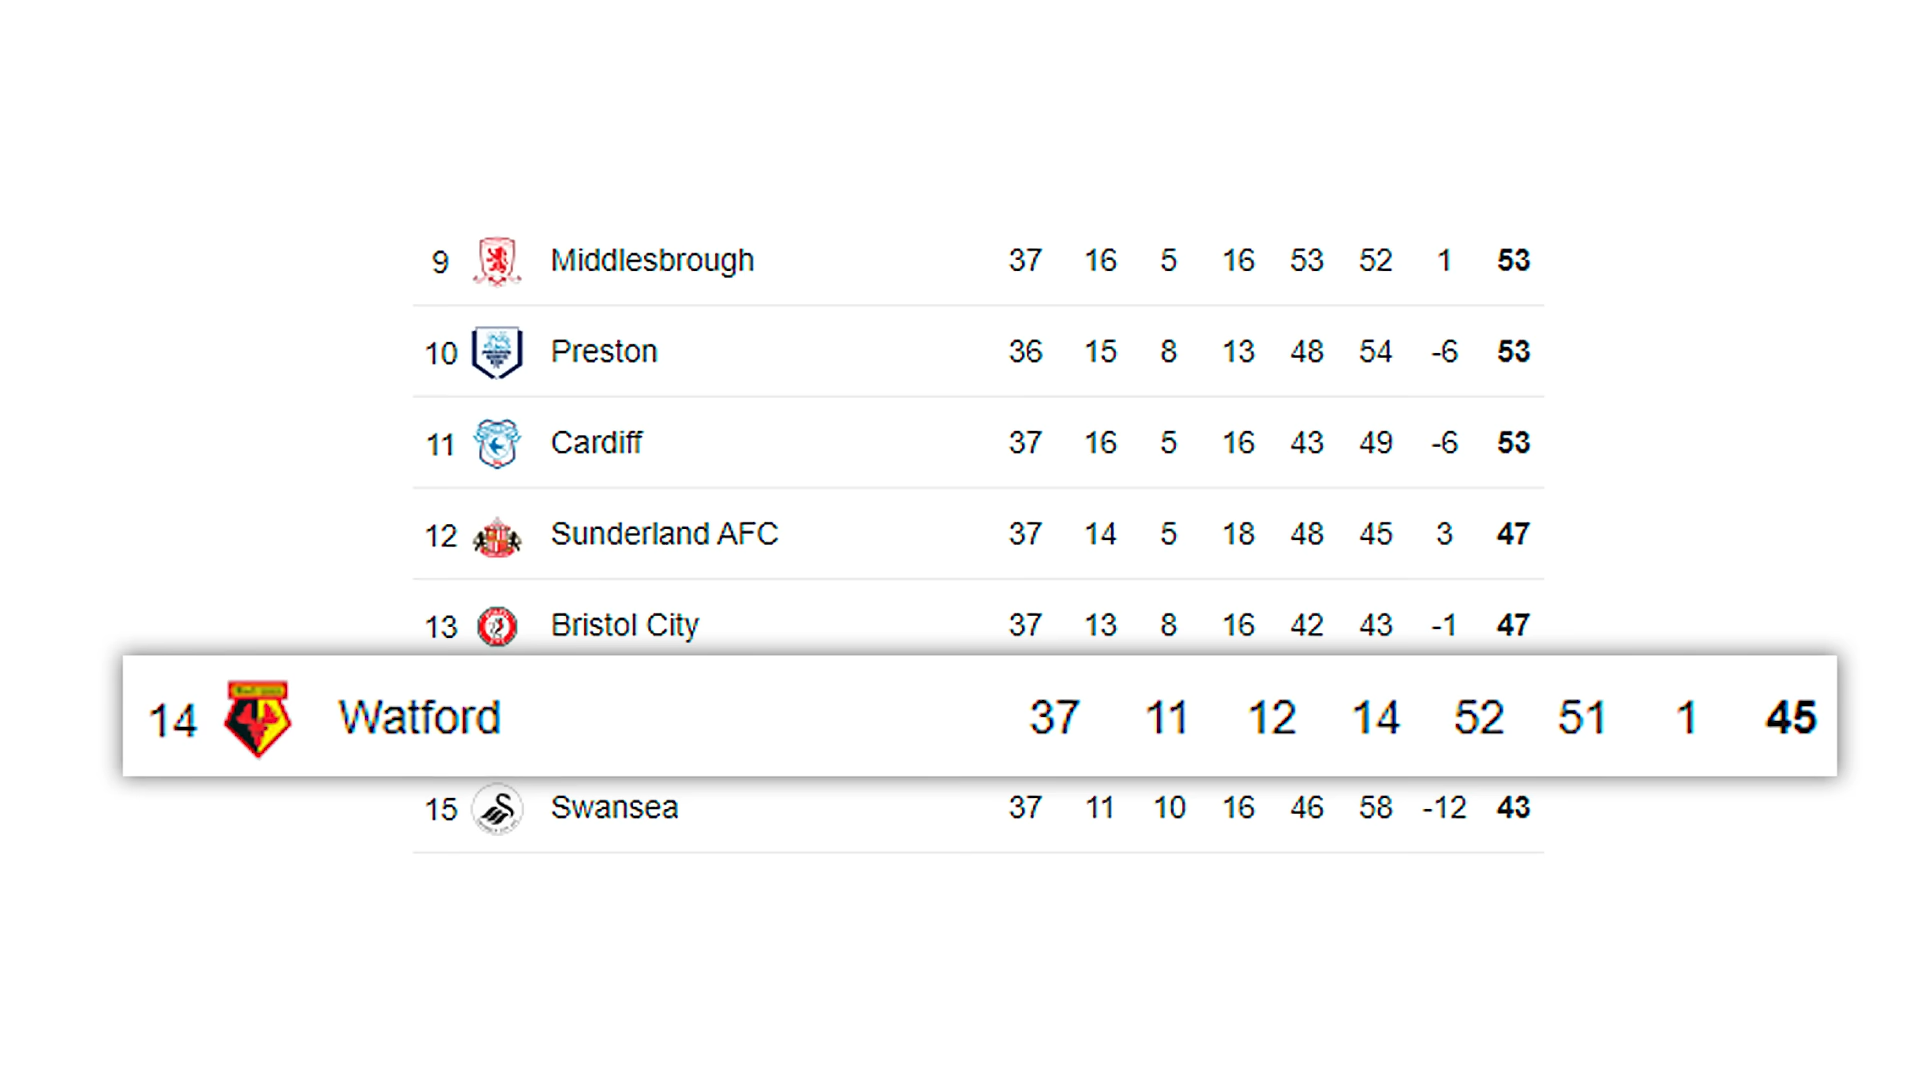 9 Middlesbrough 37 16 5 16 53 52 1 53
10 Preston 36 15 8 13 48 54 -6 53
11 Cardiff 37 16 5 16 43 49 -6 53
12 Sunderland AFC 37 14 5 18 48 45 3 47
13 Bristol City 37 13 8 16 42 43 -1 47
14 Watford 37 11 12 14 52 51 1 45
15 Swansea 37 11 10 16 46 58 -12 43